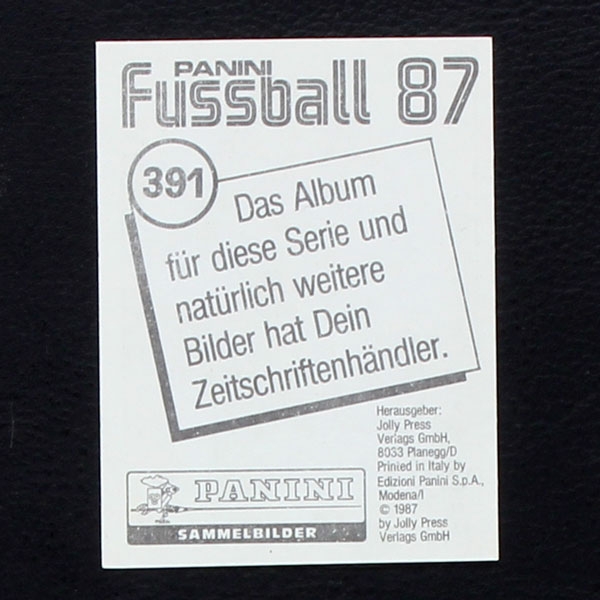 PANINI
Fussball 87
391
Das Album
für diese Serie und
natürlich weitere
Bilder hat Dein
Zeitschriftenhändler.
Herausgeber:
Jolly Press
Verlags GmbH,
8033 Planegg/D
Printed in Italy by
Edizioni Panini S.p.A.,
Modena/I
© 1987
by Jolly Press
Verlags GmbH
PANINI
SAMMELBILDER